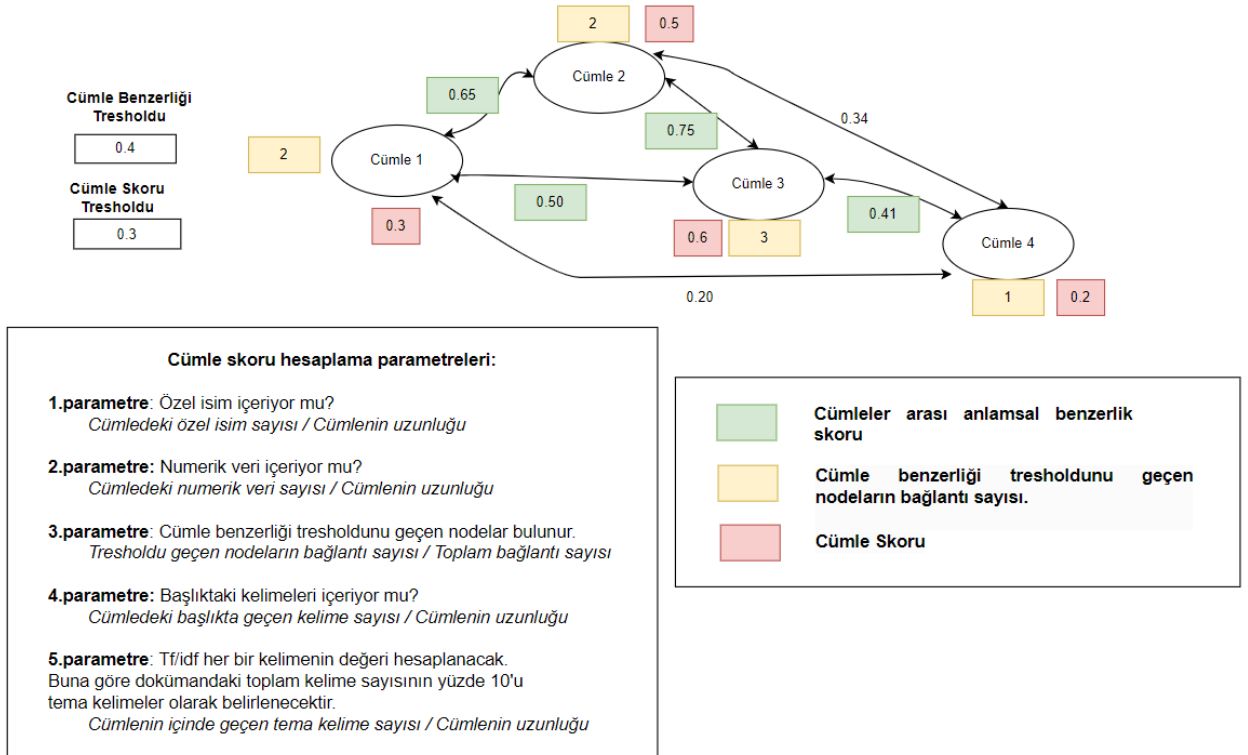 2
0.5
Cümle 2
Cümle Benzerliği
Tresholdu
0.4
0.65
0.75
0.34
2
Cümle 1
Cümle 3
Cümle Skoru
Tresholdu
0.3
0.50
0.41
0.3
0.6
3
Cümle 4
0.20
1
0.2
Cümle skoru hesaplama parametreleri:
1.parametre: Özel isim içeriyor mu?
Cümledeki özel isim sayısı / Cümlenin uzunluğu
2.parametre: Numerik veri içeriyor mu?
Cümledeki numerik veri sayısı / Cümlenin uzunluğu
3.parametre: Cümle benzerliği tresholdunu geçen nodelar bulunur.
Tresholdu geçen nodeların bağlantı sayısı / Toplam bağlantı sayısı
4.parametre: Başlıktaki kelimeleri içeriyor mu?
Cümledeki başlıkta geçen kelime sayısı / Cümlenin uzunluğu
5.parametre: Tf/idf her bir kelimenin değeri hesaplanacak.
Buna göre dokümandaki toplam kelime sayısının yüzde 10'u
tema kelimeler olarak belirlenecektir.
Cümlenin içinde geçen tema kelime sayısı / Cümlenin uzunluğu
Cümleler arası anlamsal benzerlik
skoru
Cümle benzerliği tresholdunu geçen
nodeların bağlantı sayısı.
Cümle Skoru